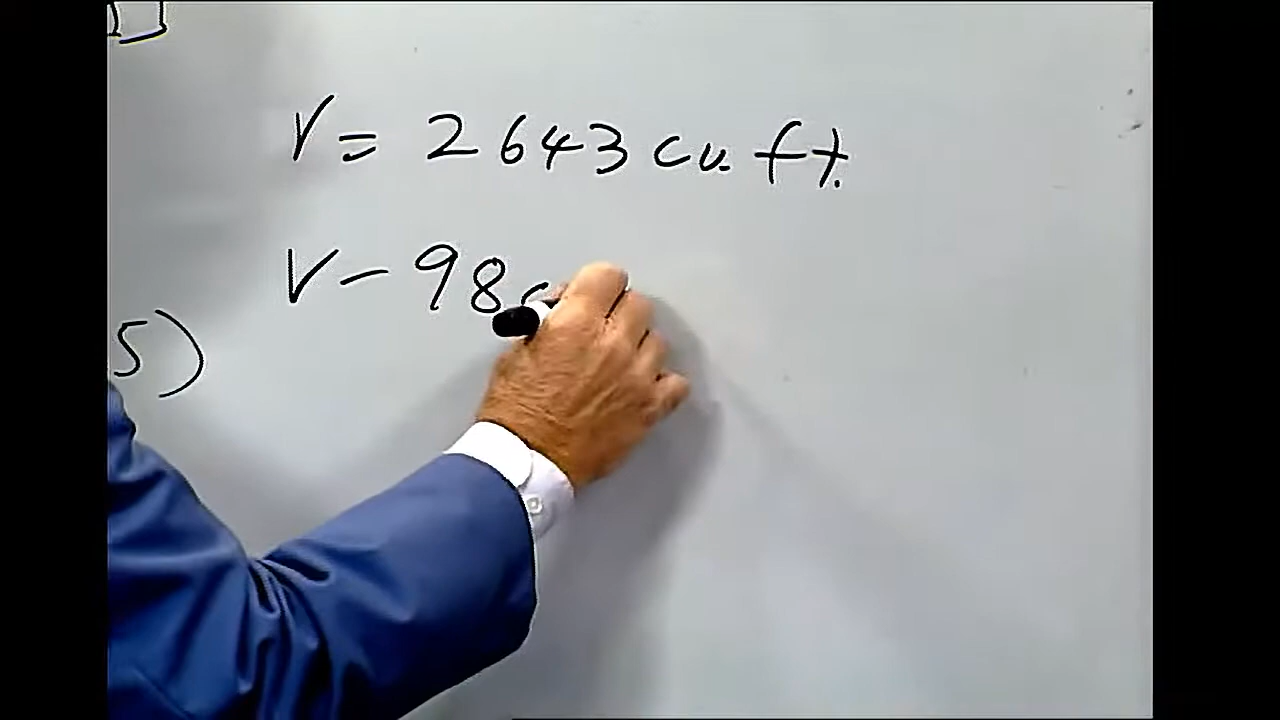 V = 2643 cu. ft.
V - 98
5)